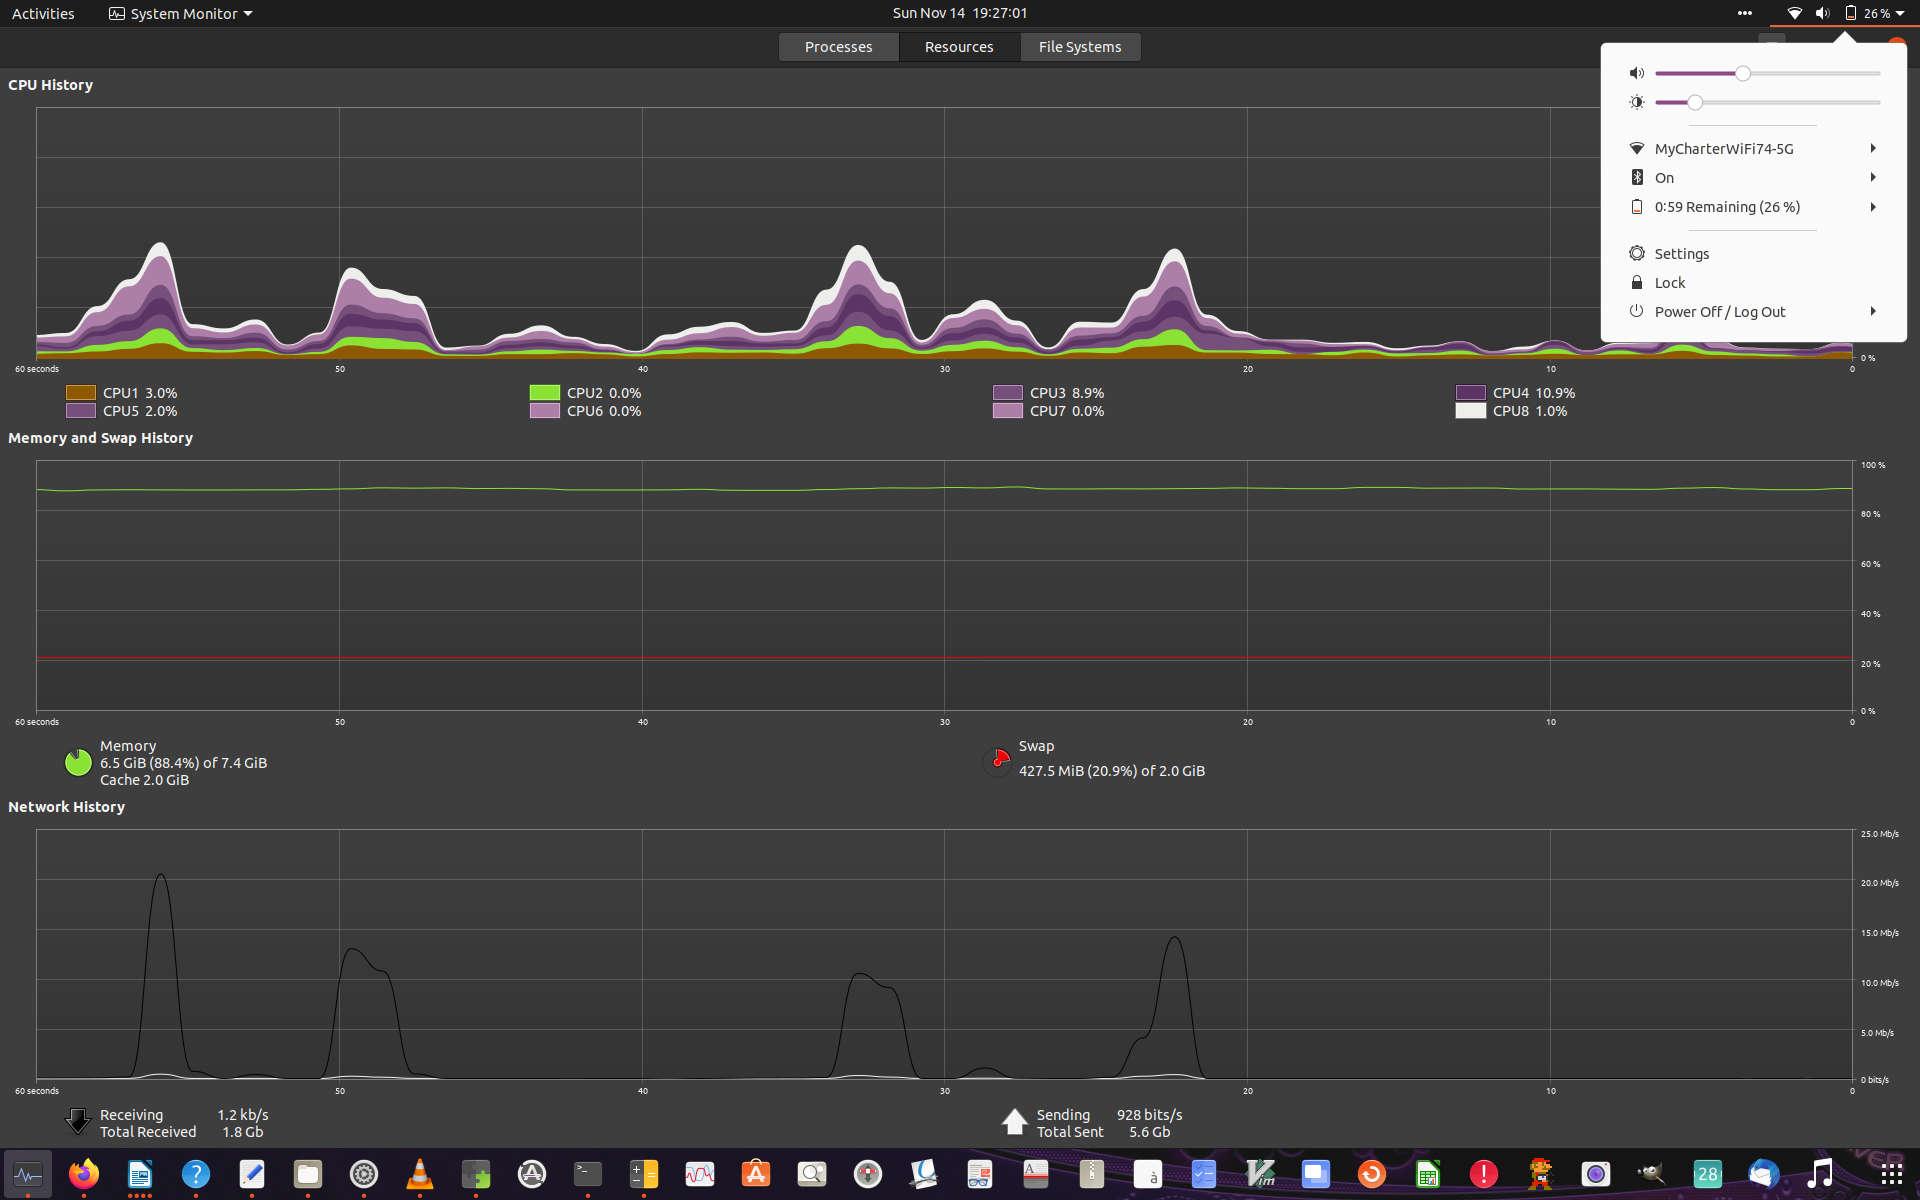 Activities System Monitor Sun Nov 14 19:27:01 26 %
Processes Resources File Systems
CPU History
MyCharterWiFi74-5G
On
0:59 Remaining (26 %)
Settings
Lock
Power Off / Log Out
0 %
60 seconds 50 40 30 20 10 0
CPU1 3.0% CPU2 0.0% CPU3 8.9% CPU4 10.9%
CPU5 2.0% CPU6 0.0% CPU7 0.0% CPU8 1.0%
Memory and Swap History
100 %
80 %
60 %
40 %
20 %
0 %
60 seconds 50 40 30 20 10 0
Memory
6.5 GiB (88.4%) of 7.4 GiB
Cache 2.0 GiB
Swap
427.5 MiB (20.9%) of 2.0 GiB
Network History
25.0 Mb/s
20.0 Mb/s
15.0 Mb/s
10.0 Mb/s
5.0 Mb/s
0 bits/s
60 seconds 50 40 30 20 10 0
Receiving 1.2 kb/s
Total Received 1.8 Gb
Sending 928 bits/s
Total Sent 5.6 Gb
28